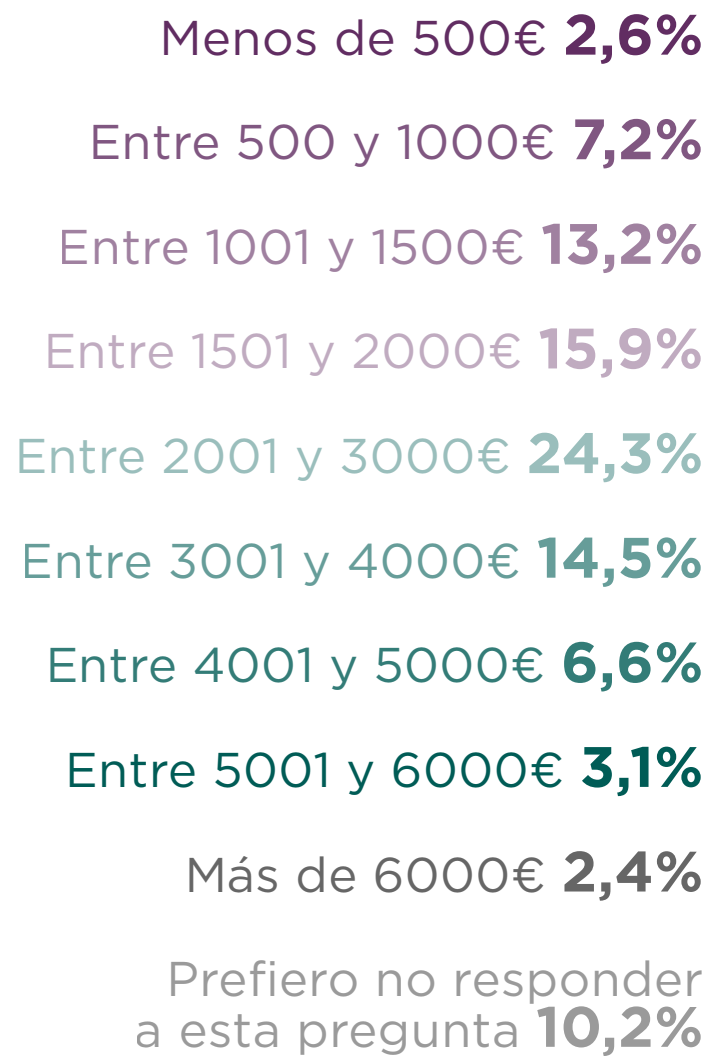 Menos de 500€ 2,6%
Entre 500 y 1000€ 7,2%
Entre 1001 y 1500€ 13,2%
Entre 1501 y 2000€ 15,9%
Entre 2001 y 3000€ 24,3%
Entre 3001 y 4000€ 14,5%
Entre 4001 y 5000€ 6,6%
Entre 5001 y 6000€ 3,1%
Más de 6000€ 2,4%
Prefiero no responder
a esta pregunta 10,2%